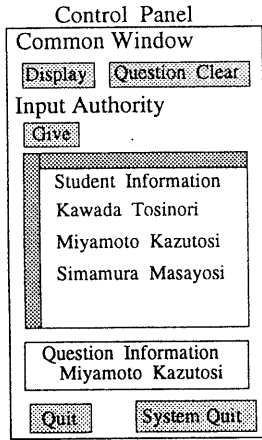 Control Panel
Common Window
Display Question Clear
Input Authority
Give
Student Information
Kawada Tosinori
Miyamoto Kazutosi
Simamura Masayosi
Question Information
Miyamoto Kazutosi
Quit System Quit